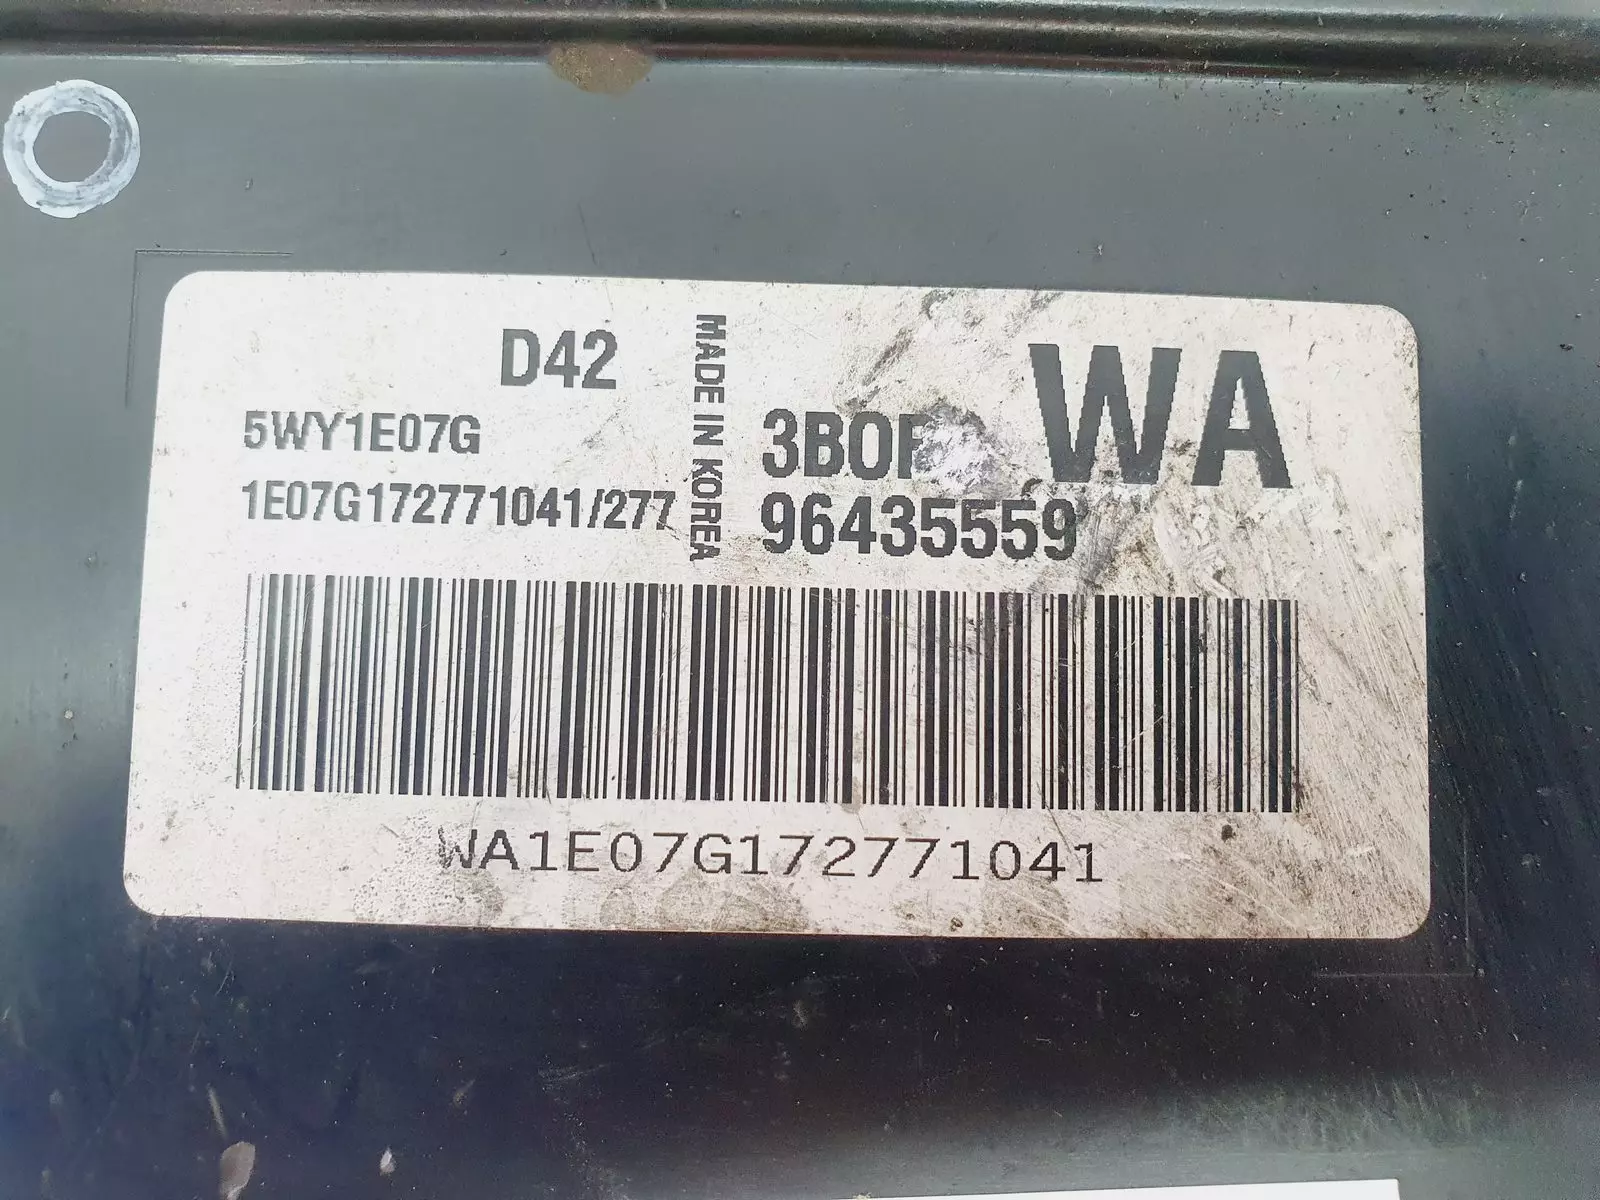 D42
5WY1E07G
1E07G172771041/277
MADE IN KOREA
WA
96435559
WA1E07G172771041